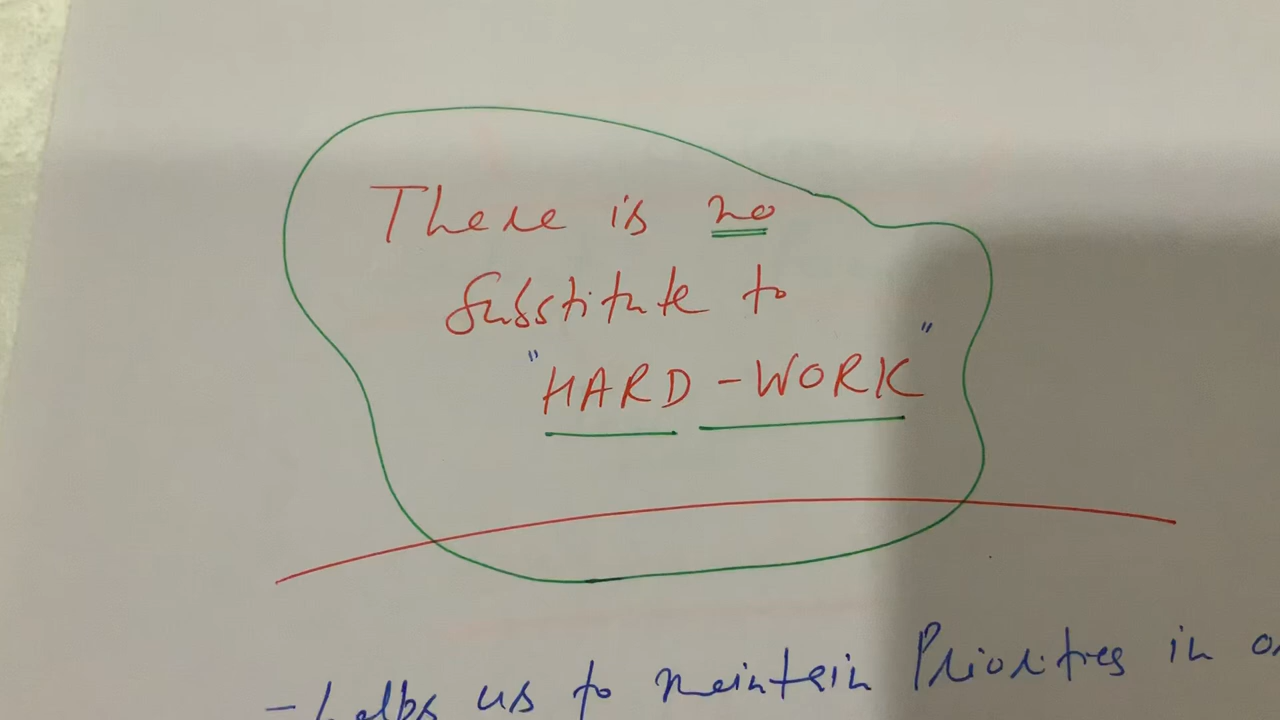 There is no
Substitute to
"HARD-WORK"
- helps us to maintain Priorities in